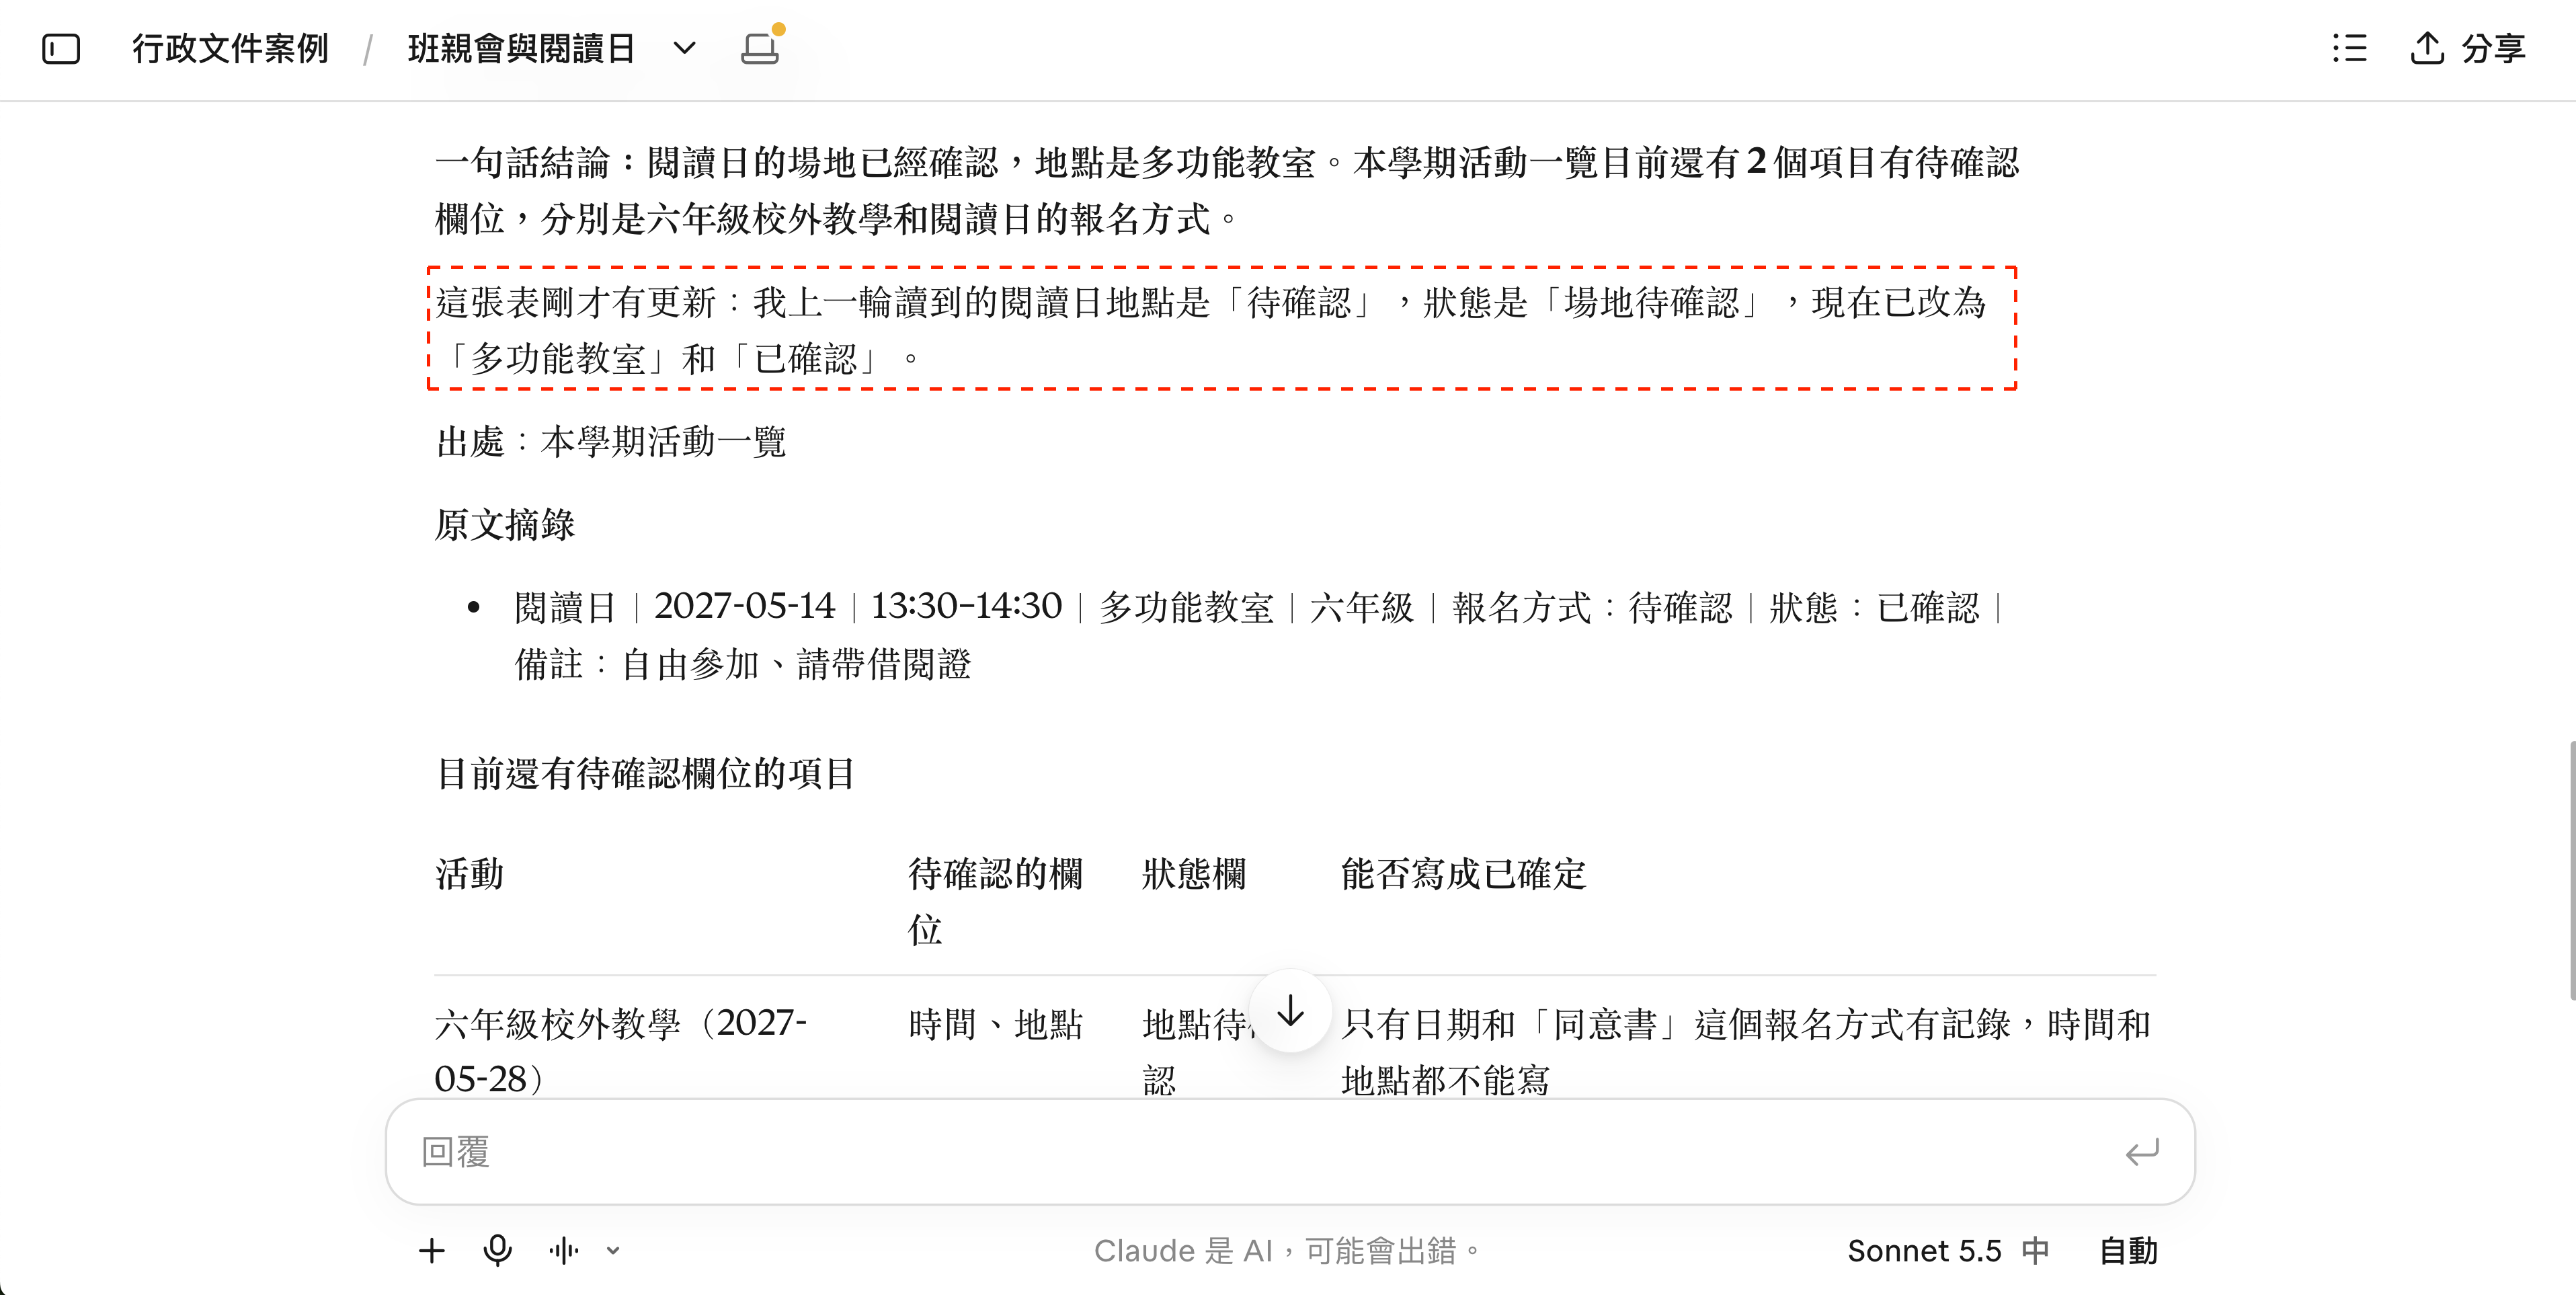 行政文件案例 / 班親會與閱讀日
分享
一句話結論：閱讀日的場地已經確認，地點是多功能教室。本學期活動一覽目前還有 2 個項目有待確認
欄位，分別是六年級校外教學和閱讀日的報名方式。
這張表剛才有更新：我上一輪讀到的閱讀日地點是「待確認」，狀態是「場地待確認」，現在已改為
「多功能教室」和「已確認」。
出處：本學期活動一覽
原文摘錄
• 閱讀日｜2027-05-14｜13:30–14:30｜多功能教室｜六年級｜報名方式：待確認｜狀態：已確認｜
備註：自由參加、請帶借閱證
目前還有待確認欄位的項目
活動 待確認的欄 狀態欄 能否寫成已確定
位
六年級校外教學（2027- 時間、地點 地點待 只有日期和「同意書」這個報名方式有記錄，時間和
05-28） 認 地點都不能寫
回覆
Claude 是 AI，可能會出錯。
Sonnet 5.5 中 自動